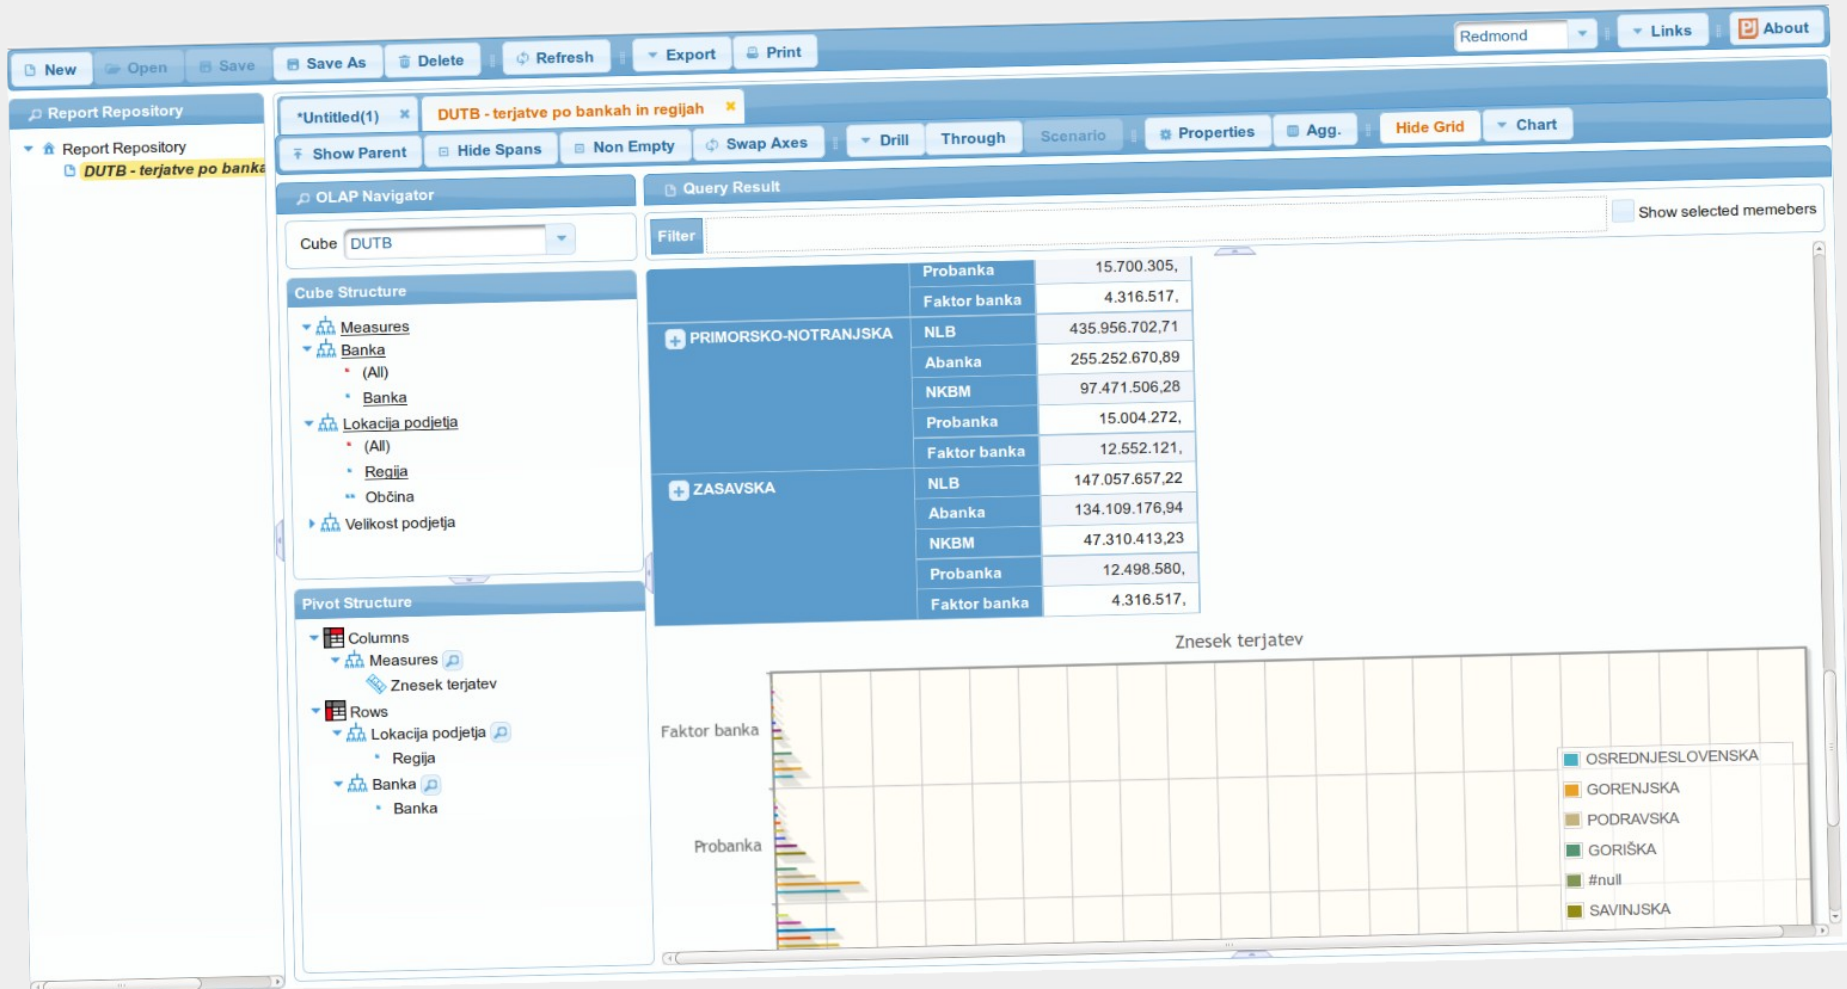 New Open Save Save As Delete Refresh Export Print Redmond Links About
Report Repository
Report Repository
DUTB - terjatve po banka
*Untitled(1) DUTB - terjatve po bankah in regijah
Show Parent Hide Spans Non Empty Swap Axes Drill Through Scenario Properties Agg. Hide Grid Chart
OLAP Navigator
Cube DUTB
Cube Structure
Measures
Banka
(All)
Banka
Lokacija podjetja
(All)
Regija
Občina
Velikost podjetja
Pivot Structure
Columns
Measures
Znesek terjatev
Rows
Lokacija podjetja
Regija
Banka
Banka
Query Result
Filter Show selected memebers
Probanka 15.700.305,
Faktor banka 4.316.517,
PRIMORSKO-NOTRANJSKA NLB 435.956.702,71
Abanka 255.252.670,89
NKBM 97.471.506,28
Probanka 15.004.272,
Faktor banka 12.552.121,
ZASAVSKA NLB 147.057.657,22
Abanka 134.109.176,94
NKBM 47.310.413,23
Probanka 12.498.580,
Faktor banka 4.316.517,
Znesek terjatev
Faktor banka
Probanka
OSREDNJESLOVENSKA
GORENJSKA
PODRAVSKA
GORIŠKA
#null
SAVINJSKA